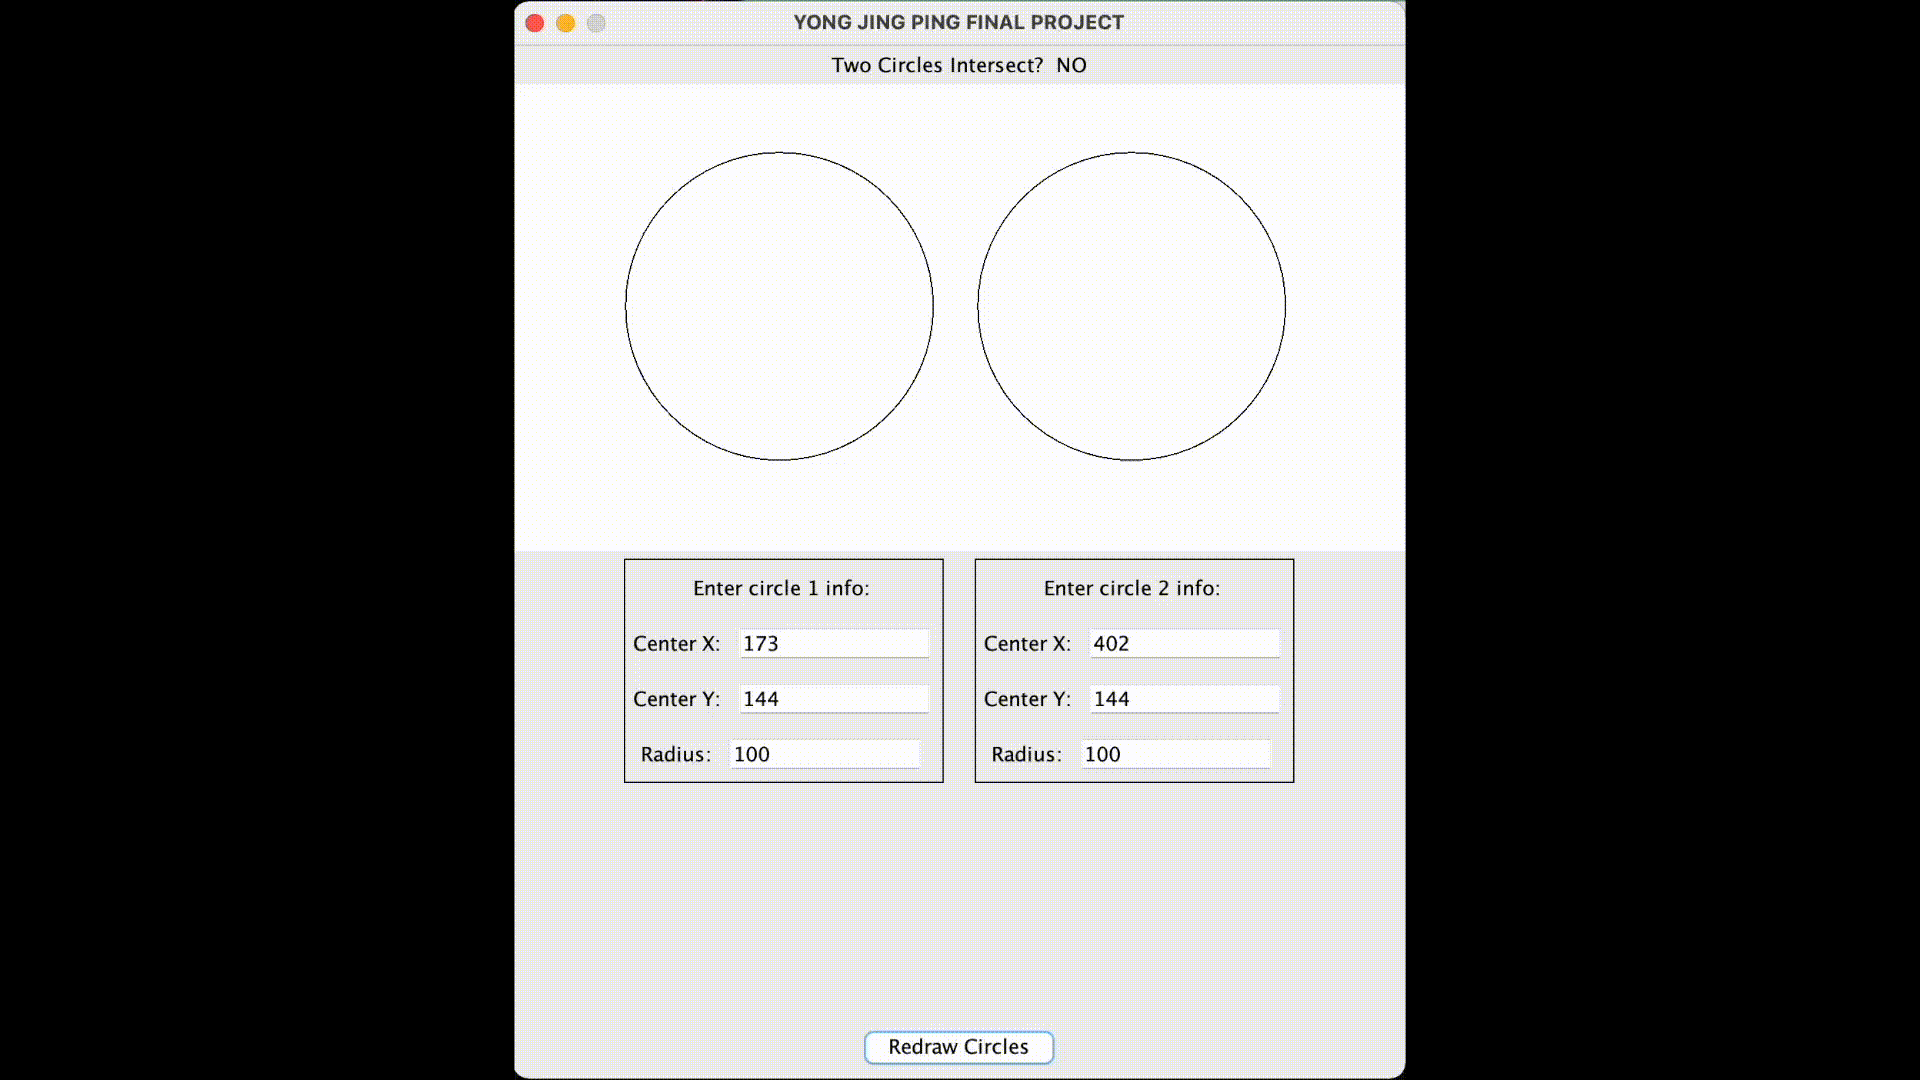 YONG JING PING FINAL PROJECT
Two Circles Intersect?  NO
Enter circle 1 info:
Center X: 173
Center Y: 144
Radius: 100
Enter circle 2 info:
Center X: 402
Center Y: 144
Radius: 100
Redraw Circles